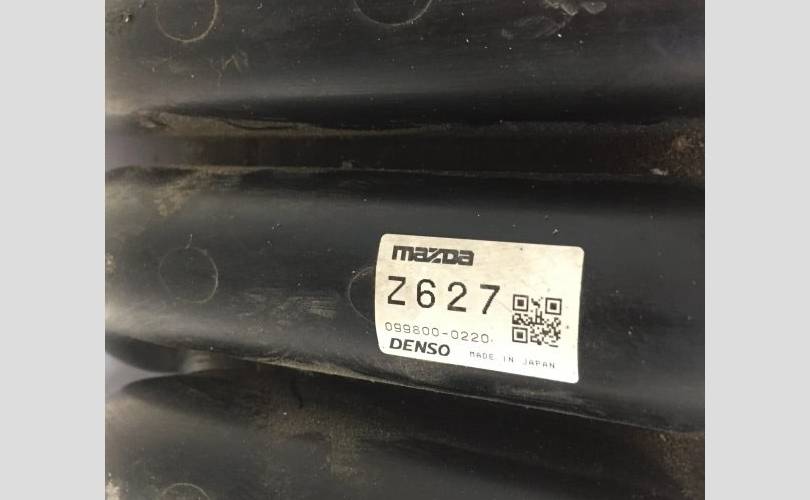 mazda
Z627
099800-0220
DENSO MADE IN JAPAN